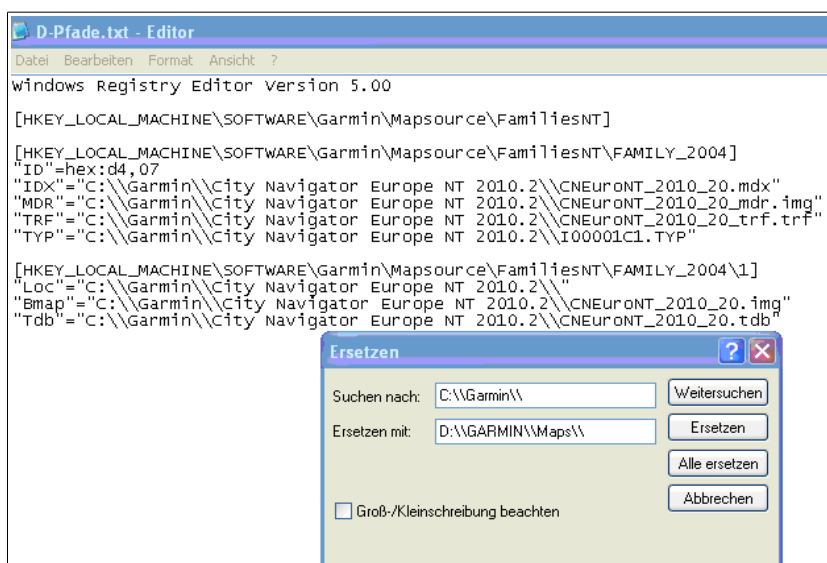 D-Pfade.txt - Editor
Datei Bearbeiten Format Ansicht ?
Windows Registry Editor Version 5.00
[HKEY_LOCAL_MACHINE\SOFTWARE\Garmin\Mapsource\FamiliesNT]
[HKEY_LOCAL_MACHINE\SOFTWARE\Garmin\Mapsource\FamiliesNT\FAMILY_2004]
"ID"=hex:d4,07
"IDX"="C:\\Garmin\\City Navigator Europe NT 2010.2\\CNEuroNT_2010_20.mdx"
"MDR"="C:\\Garmin\\City Navigator Europe NT 2010.2\\CNEuroNT_2010_20_mdr.img"
"TRF"="C:\\Garmin\\City Navigator Europe NT 2010.2\\CNEuroNT_2010_20_trf.trf"
"TYP"="C:\\Garmin\\City Navigator Europe NT 2010.2\\I00001C1.TYP"
[HKEY_LOCAL_MACHINE\SOFTWARE\Garmin\Mapsource\FamiliesNT\FAMILY_2004\1]
"Loc"="C:\\Garmin\\City Navigator Europe NT 2010.2\\"
"Bmap"="C:\\Garmin\\City Navigator Europe NT 2010.2\\CNEuroNT_2010_20.img"
"Tdb"="C:\\Garmin\\City Navigator Europe NT 2010.2\\CNEuroNT_2010_20.tdb"
Ersetzen
Suchen nach: C:\\Garmin\\ Weitersuchen
Ersetzen mit: D:\\GARMIN\\Maps\\ Ersetzen
Alle ersetzen
Abbrechen
Groß-/Kleinschreibung beachten